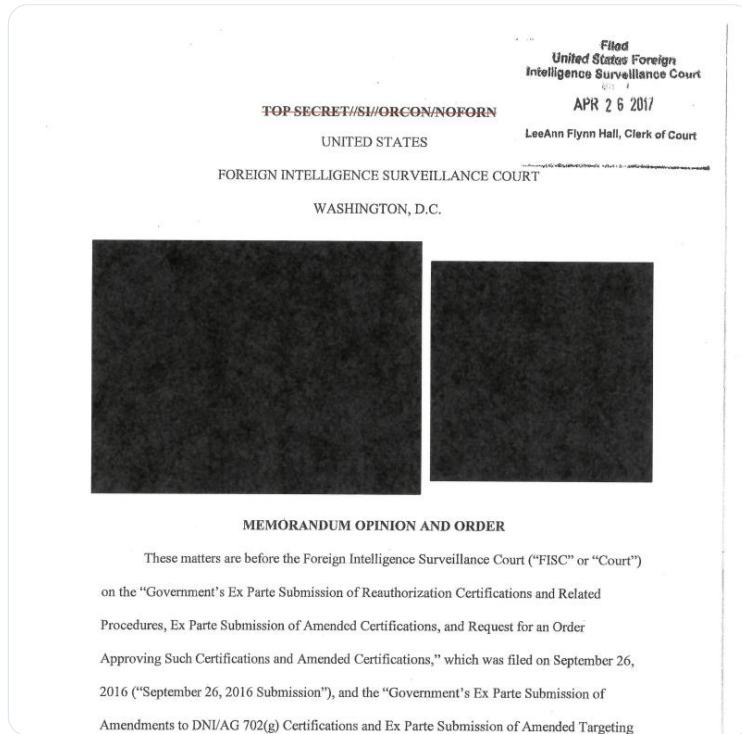 Filed
United States Foreign
Intelligence Surveillance Court
APR 26 2017
LeeAnn Flynn Hall, Clerk of Court
TOP SECRET//SI//ORCON/NOFORN
UNITED STATES
FOREIGN INTELLIGENCE SURVEILLANCE COURT
WASHINGTON, D.C.
MEMORANDUM OPINION AND ORDER
These matters are before the Foreign Intelligence Surveillance Court (“FISC” or “Court”)
on the “Government’s Ex Parte Submission of Reauthorization Certifications and Related
Procedures, Ex Parte Submission of Amended Certifications, and Request for an Order
Approving Such Certifications and Amended Certifications,” which was filed on September 26,
2016 (“September 26, 2016 Submission”), and the “Government’s Ex Parte Submission of
Amendments to DNI/AG 702(g) Certifications and Ex Parte Submission of Amended Targeting